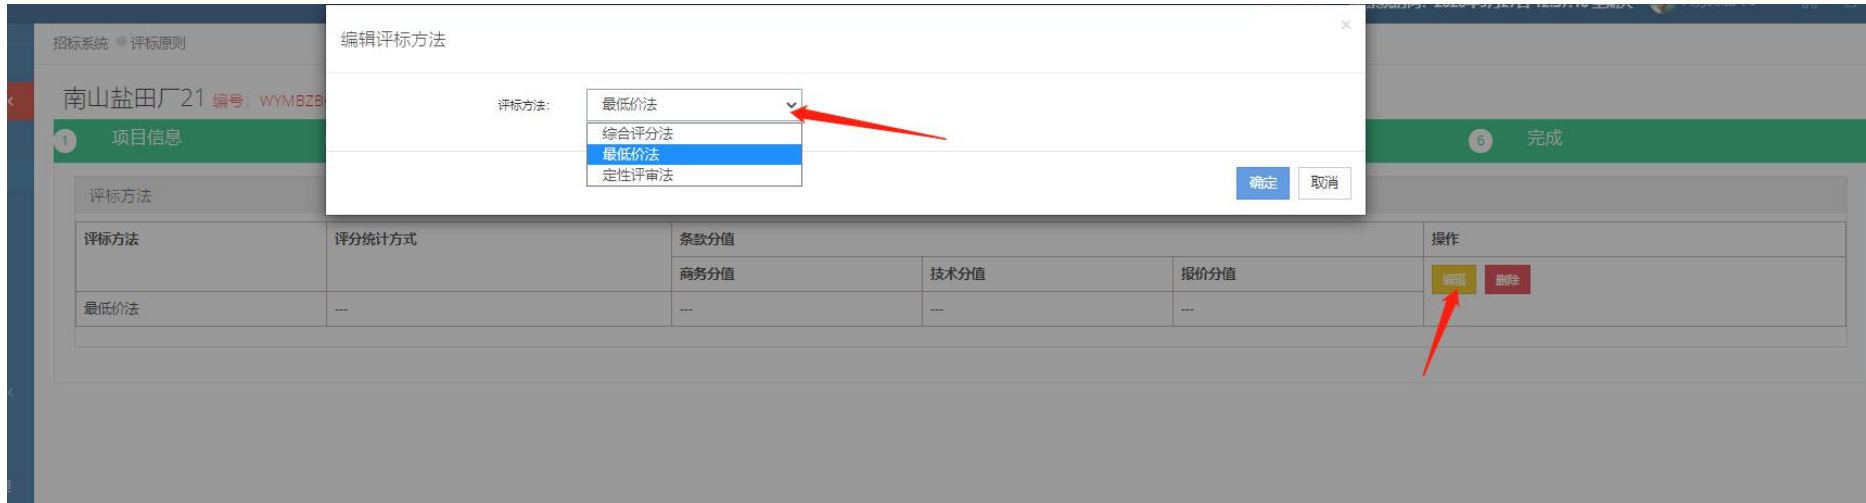 编辑评标方法
×
招标系统 评标原则
南山盐田厂21 编号：WYMBZB
评标方法：
最低价法
综合评分法
最低价法
定性评审法
确定 取消
1 项目信息
6 完成
评标方法
评标方法 评分统计方式 条款分值 操作
商务分值 技术分值 报价分值
编辑 删除
最低价法 --- --- --- ---